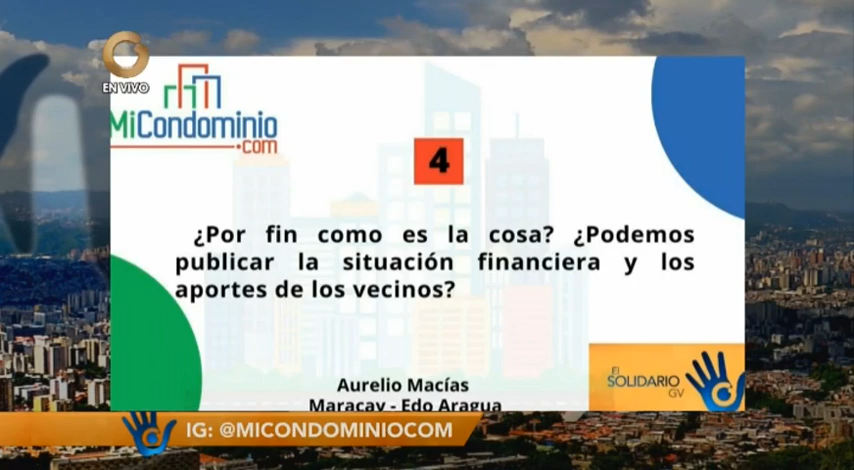 EN VIVO
MiCondominio
.com
4
¿Por fin como es la cosa? ¿Podemos
publicar la situación financiera y los
aportes de los vecinos?
EL
SOLIDARIO
GV
Aurelio Macías
Maracay - Edo Aragua
IG: @MICONDOMINIOCOM